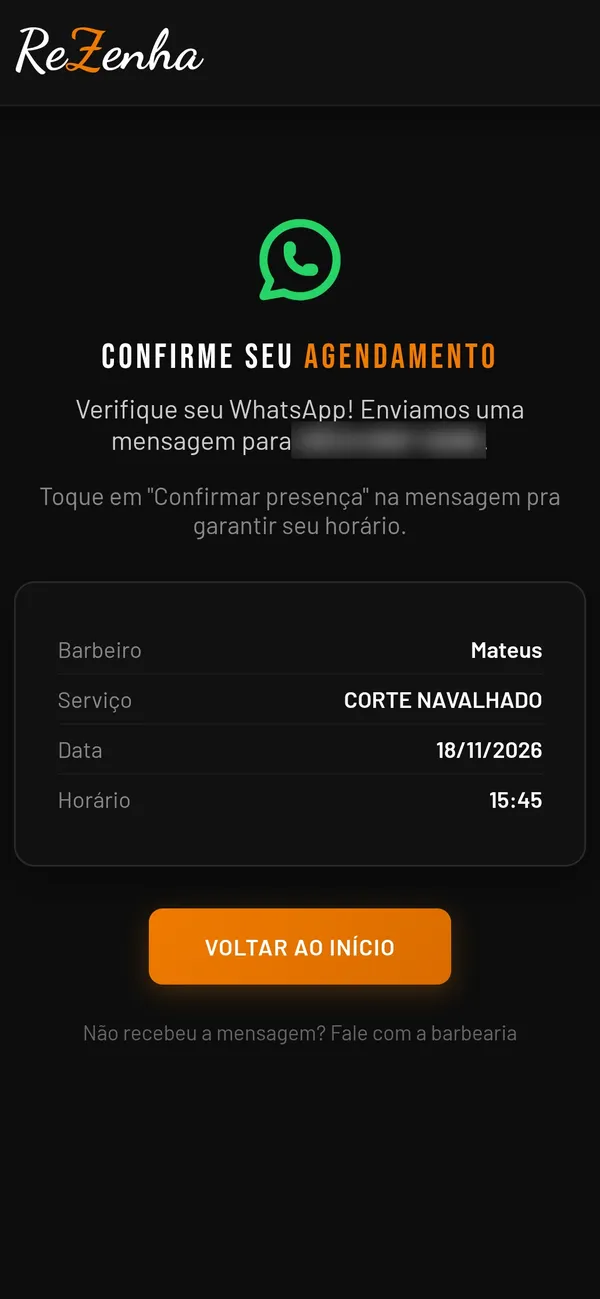 ReZenha
CONFIRME SEU AGENDAMENTO
Verifique seu WhatsApp! Enviamos uma
mensagem para
Toque em "Confirmar presença" na mensagem pra
garantir seu horário.
Barbeiro Mateus
Serviço CORTE NAVALHADO
Data 18/11/2026
Horário 15:45
VOLTAR AO INÍCIO
Não recebeu a mensagem? Fale com a barbearia